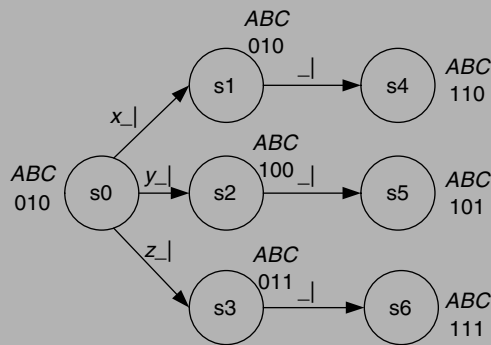 ABC
010
x_|
s1
_|
s4
ABC
110
ABC
010
s0
y_|
ABC
100
s2
_|
s5
ABC
101
z_|
ABC
011
s3
_|
s6
ABC
111